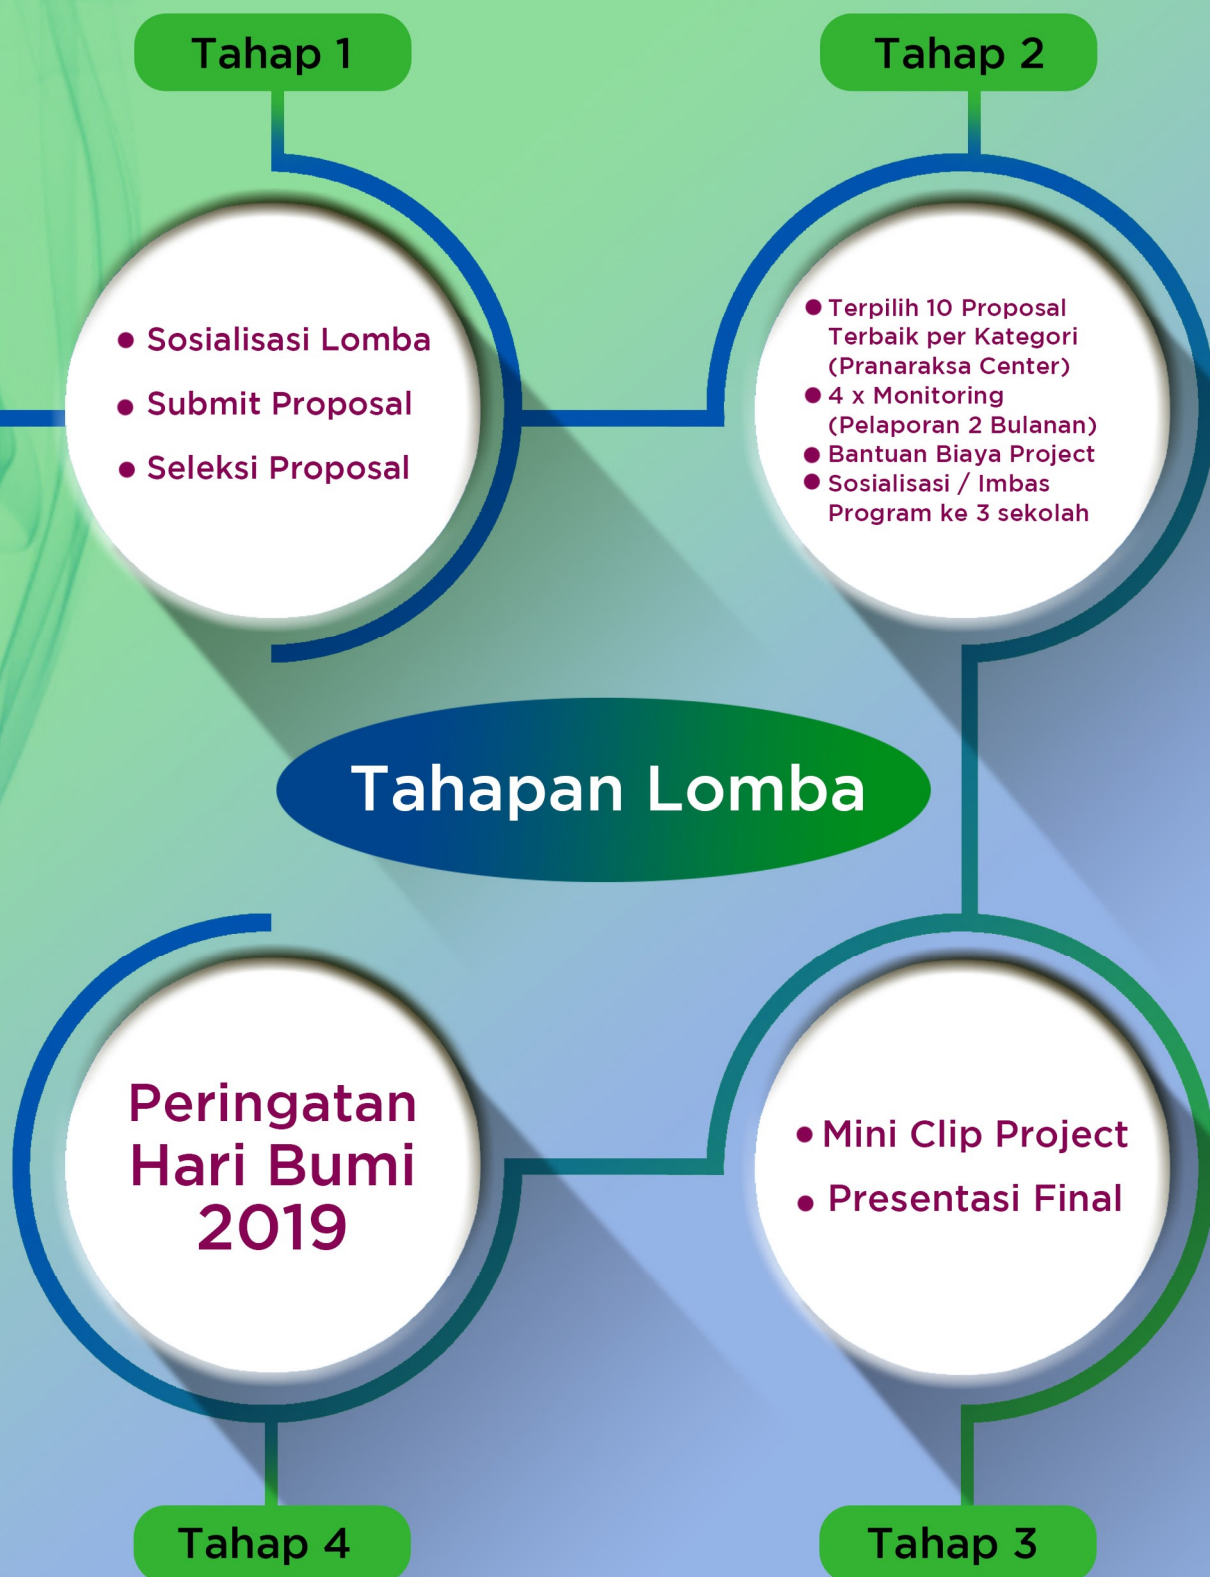 Tahap 1
• Sosialisasi Lomba
• Submit Proposal
• Seleksi Proposal
Tahap 2
• Terpilih 10 Proposal
Terbaik per Kategori
(Pranaraksa Center)
• 4 x Monitoring
(Pelaporan 2 Bulanan)
• Bantuan Biaya Project
• Sosialisasi / Imbas
Program ke 3 sekolah
Tahapan Lomba
• Mini Clip Project
• Presentasi Final
Tahap 3
Peringatan
Hari Bumi
2019
Tahap 4